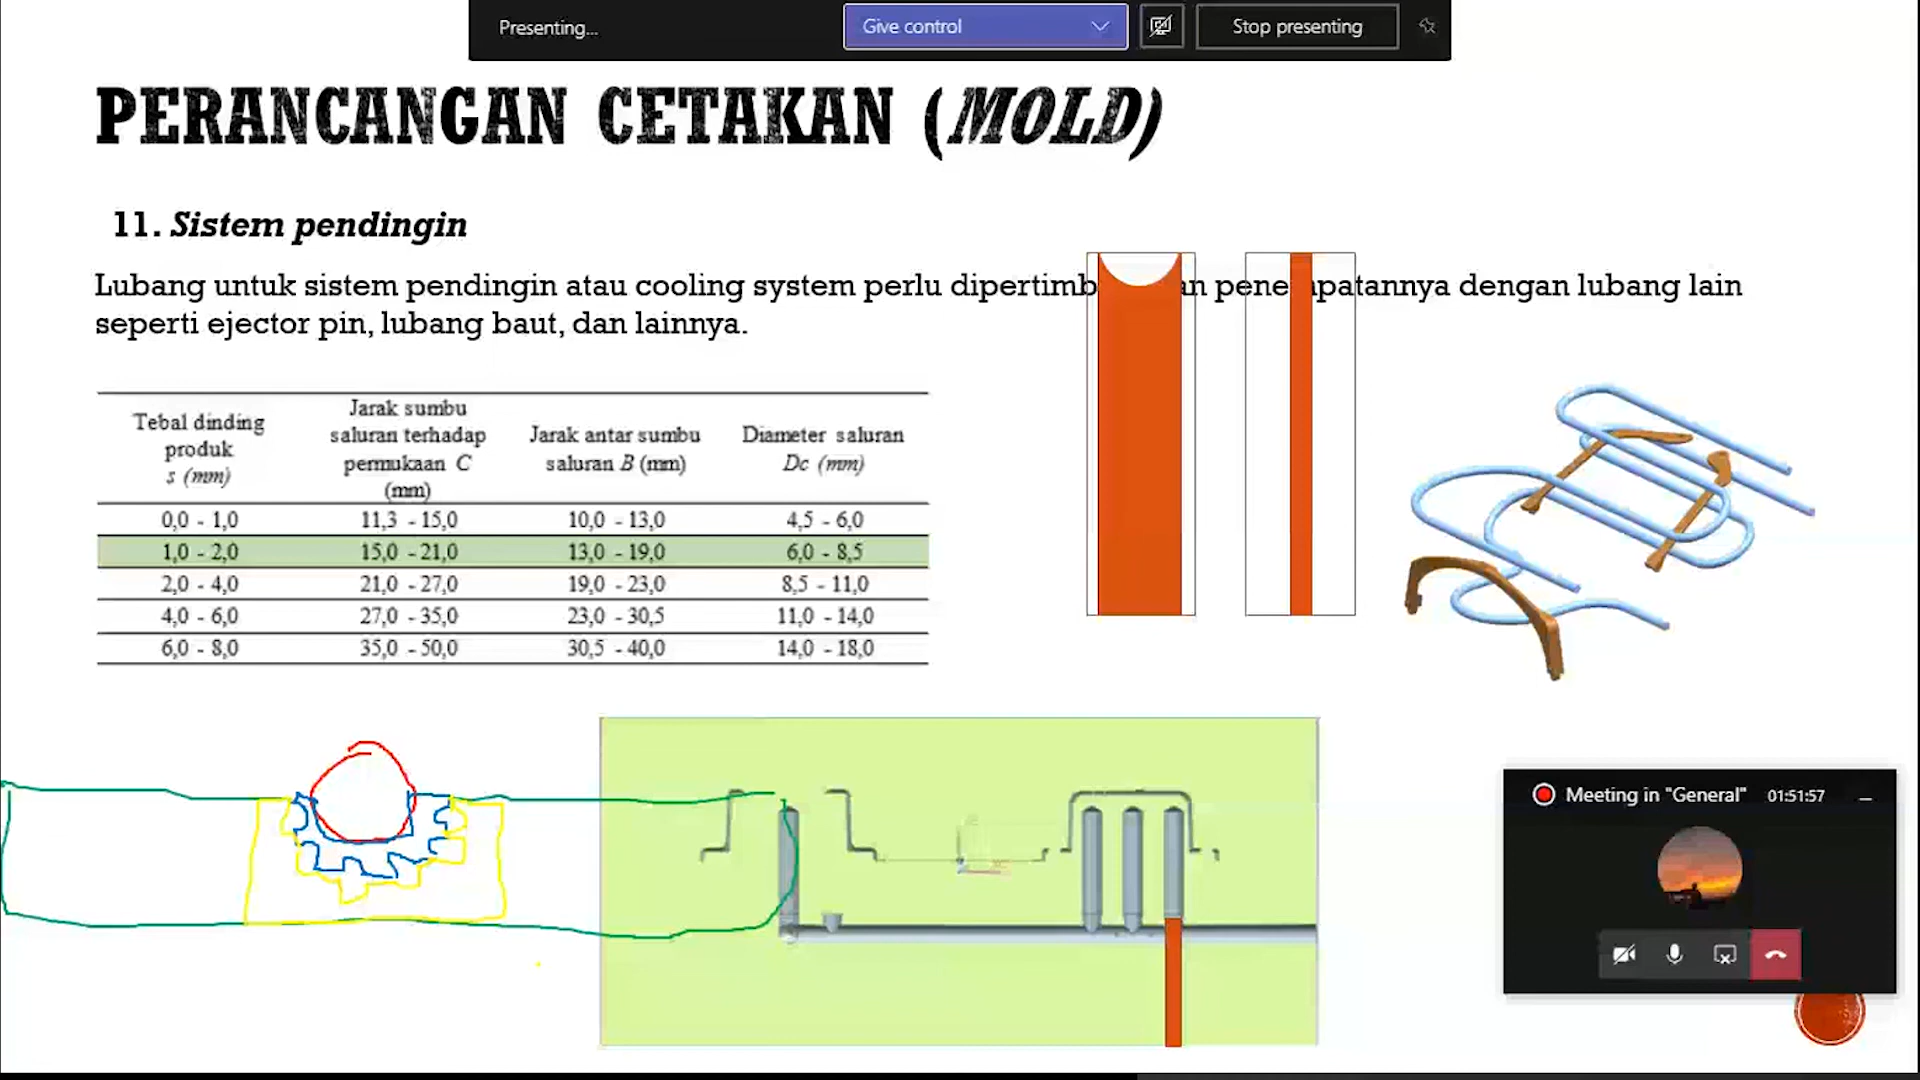 Presenting...
Give control
Stop presenting
PERANCANGAN CETAKAN (MOLD)
11. Sistem pendingin
Lubang untuk sistem pendingin atau cooling system perlu dipertimb an pene patannya dengan lubang lain
seperti ejector pin, lubang baut, dan lainnya.
Tebal dinding produk s (mm)
Jarak sumbu saluran terhadap permukaan C (mm)
Jarak antar sumbu saluran B (mm)
Diameter saluran Dc (mm)
0,0 - 1,0 11,3 - 15,0 10,0 - 13,0 4,5 - 6,0
1,0 - 2,0 15,0 - 21,0 13,0 - 19,0 6,0 - 8,5
2,0 - 4,0 21,0 - 27,0 19,0 - 23,0 8,5 - 11,0
4,0 - 6,0 27,0 - 35,0 23,0 - 30,5 11,0 - 14,0
6,0 - 8,0 35,0 - 50,0 30,5 - 40,0 14,0 - 18,0
Meeting in "General" 01:51:57